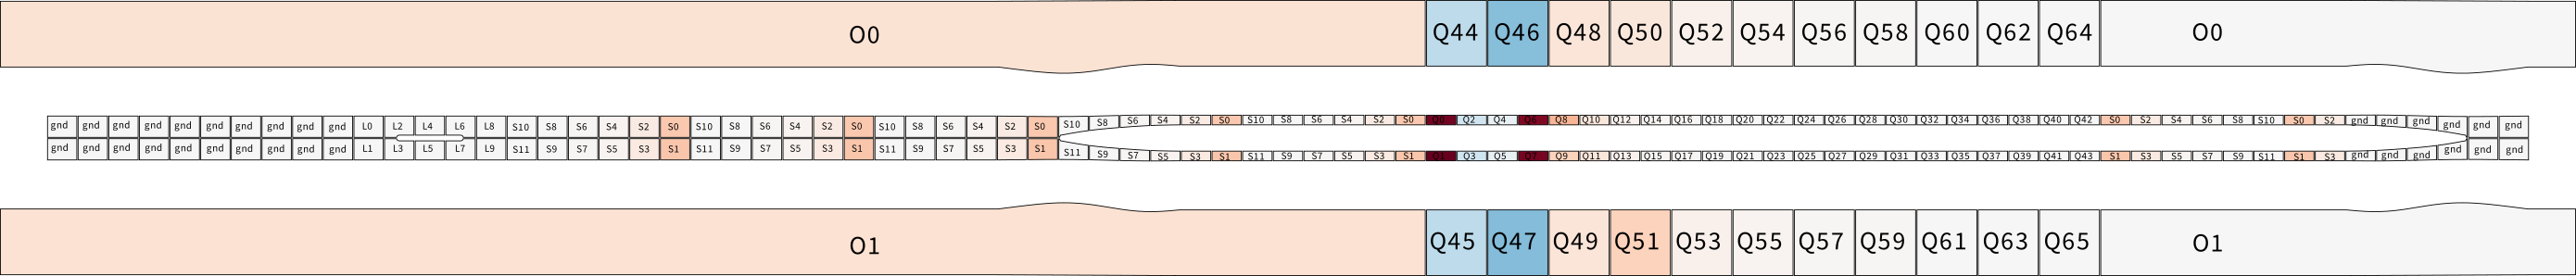 O0 Q44 Q46 Q48 Q50 Q52 Q54 Q56 Q58 Q60 Q62 Q64 O0
gnd gnd gnd gnd gnd gnd gnd gnd gnd gnd L0 L2 L4 L6 L8 S10 S8 S6 S4 S2 S0 S10 S8 S6 S4 S2 S0 S10 S8 S6 S4 S2 S0 S10 S8 S6 S4 S2 S0 S10 S8 S6 S4 S2 S0 Q0 Q2 Q4 Q6 Q8 Q10 Q12 Q14 Q16 Q18 Q20 Q22 Q24 Q26 Q28 Q30 Q32 Q34 Q36 Q38 Q40 Q42 S0 S2 S4 S6 S8 S10 S0 S2 gnd gnd gnd gnd gnd gnd
gnd gnd gnd gnd gnd gnd gnd gnd gnd gnd L1 L3 L5 L7 L9 S11 S9 S7 S5 S3 S1 S11 S9 S7 S5 S3 S1 S11 S9 S7 S5 S3 S1 S11 S9 S7 S5 S3 S1 S11 S9 S7 S5 S3 S1 Q1 Q3 Q5 Q7 Q9 Q11 Q13 Q15 Q17 Q19 Q21 Q23 Q25 Q27 Q29 Q31 Q33 Q35 Q37 Q39 Q41 Q43 S1 S3 S5 S7 S9 S11 S1 S3 gnd gnd gnd gnd gnd gnd
O1 Q45 Q47 Q49 Q51 Q53 Q55 Q57 Q59 Q61 Q63 Q65 O1